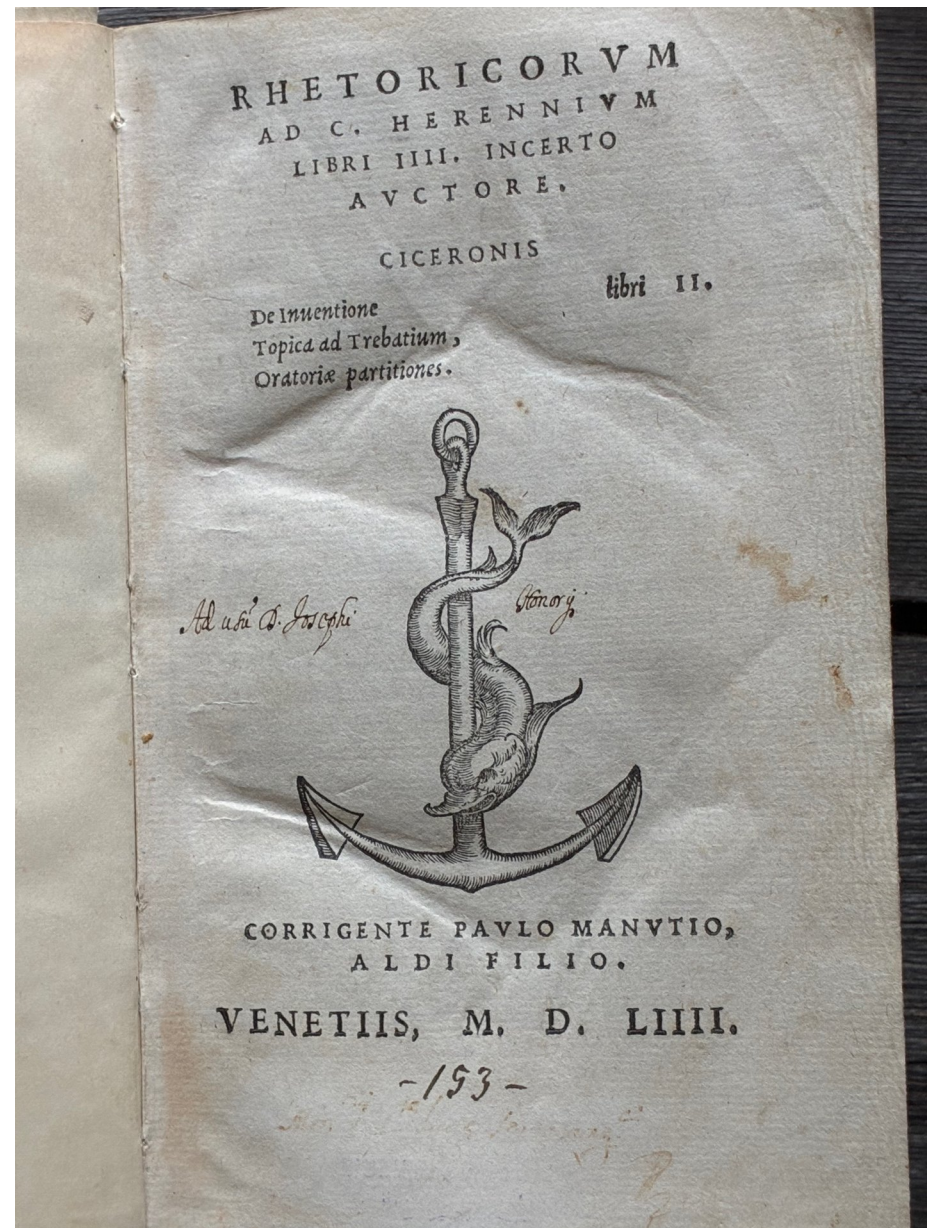 RHETORICORVM
AD C. HERENNIVM
LIBRI IIII. INCERTO
AVCTORE.
CICERONIS
De Inuentione libri II.
Topica ad Trebatium,
Oratoriæ partitiones.
Ad usū D. Josephi Honorij
CORRIGENTE PAVLO MANVTIO,
ALDI FILIO.
VENETIIS, M. D. LIIII.
-153-